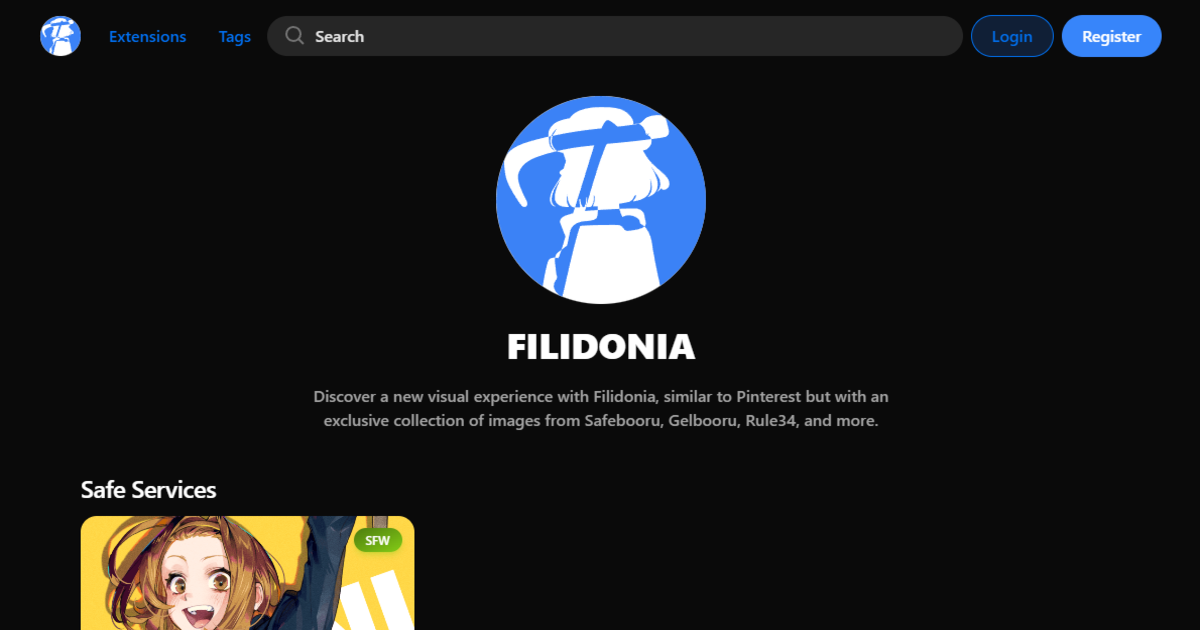 Extensions Tags Search Login Register
FILIDONIA
Discover a new visual experience with Filidonia, similar to Pinterest but with an
exclusive collection of images from Safebooru, Gelbooru, Rule34, and more.
Safe Services
SFW